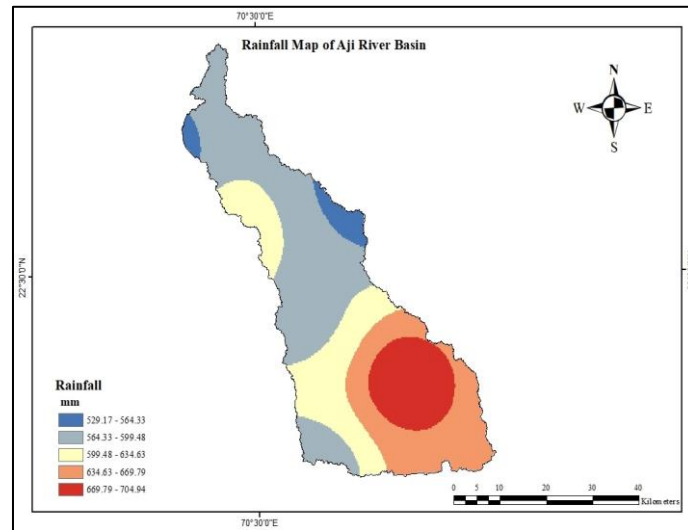 70°30'0"E
Rainfall Map of Aji River Basin
N
W E
S
22°30'0"N
Rainfall
mm
529.17 - 564.33
564.33 - 599.48
599.48 - 634.63
634.63 - 669.79
669.79 - 704.94
0 5 10 20 30 40
Kilometers
70°30'0"E